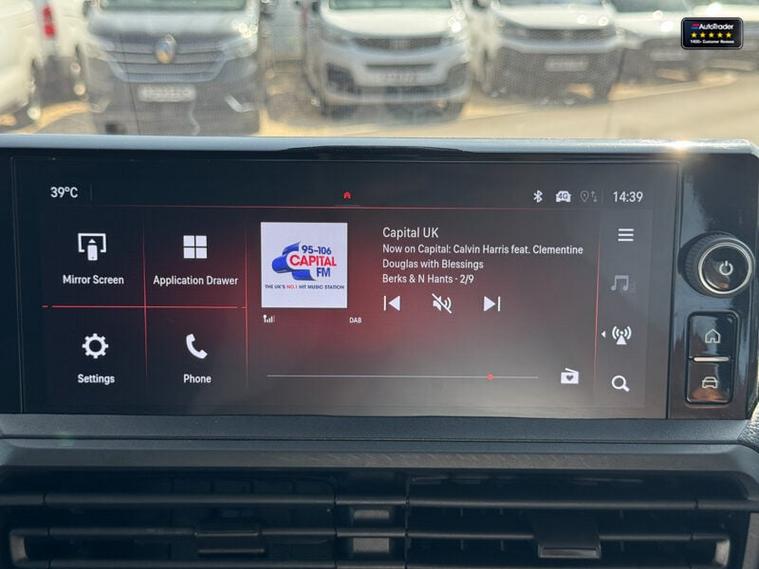 AutoTrader
39°C
4G
14:39
Mirror Screen
Application Drawer
Settings
Phone
95-106
CAPITAL
FM
THE UK'S NO.1 HIT MUSIC STATION
DAB
Capital UK
Now on Capital: Calvin Harris feat. Clementine
Douglas with Blessings
Berks & N Hants - 2/9